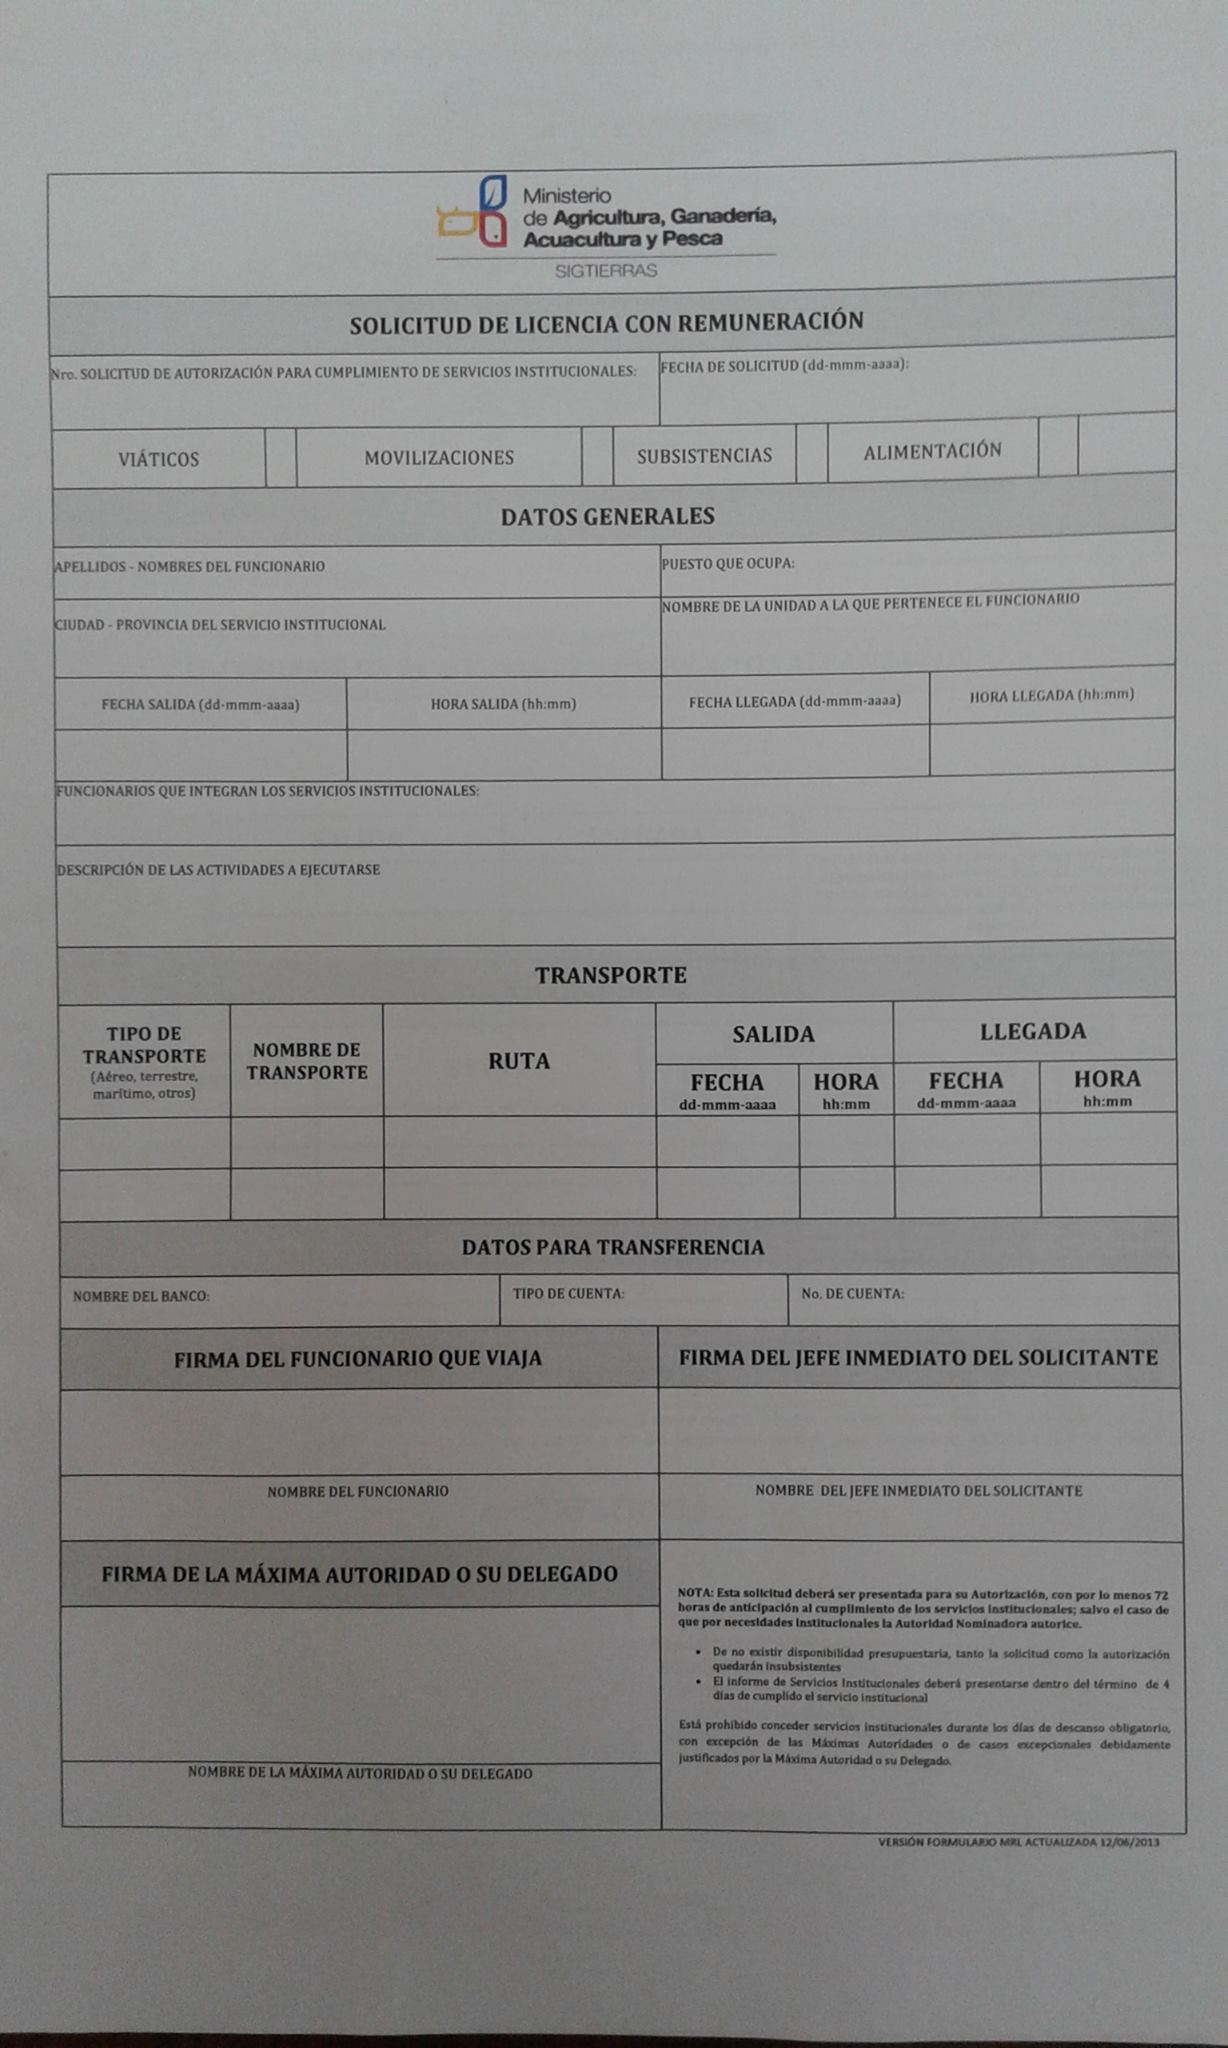 Ministerio
de Agricultura, Ganadería,
Acuacultura y Pesca
SIGTIERRAS
SOLICITUD DE LICENCIA CON REMUNERACIÓN
Nro. SOLICITUD DE AUTORIZACIÓN PARA CUMPLIMIENTO DE SERVICIOS INSTITUCIONALES:
FECHA DE SOLICITUD (dd-mmm-aaaa):
VIÁTICOS
MOVILIZACIONES
SUBSISTENCIAS
ALIMENTACIÓN
DATOS GENERALES
APELLIDOS - NOMBRES DEL FUNCIONARIO
PUESTO QUE OCUPA:
CIUDAD - PROVINCIA DEL SERVICIO INSTITUCIONAL
NOMBRE DE LA UNIDAD A LA QUE PERTENECE EL FUNCIONARIO
FECHA SALIDA (dd-mmm-aaaa)
HORA SALIDA (hh:mm)
FECHA LLEGADA (dd-mmm-aaaa)
HORA LLEGADA (hh:mm)
FUNCIONARIOS QUE INTEGRAN LOS SERVICIOS INSTITUCIONALES:
DESCRIPCIÓN DE LAS ACTIVIDADES A EJECUTARSE
TRANSPORTE
TIPO DE
TRANSPORTE
(Aéreo, terrestre,
marítimo, otros)
NOMBRE DE
TRANSPORTE
RUTA
SALIDA
LLEGADA
FECHA
dd-mmm-aaaa
HORA
hh:mm
FECHA
dd-mmm-aaaa
HORA
hh:mm
DATOS PARA TRANSFERENCIA
NOMBRE DEL BANCO:
TIPO DE CUENTA:
No. DE CUENTA:
FIRMA DEL FUNCIONARIO QUE VIAJA
FIRMA DEL JEFE INMEDIATO DEL SOLICITANTE
NOMBRE DEL FUNCIONARIO
NOMBRE DEL JEFE INMEDIATO DEL SOLICITANTE
FIRMA DE LA MÁXIMA AUTORIDAD O SU DELEGADO
NOMBRE DE LA MÁXIMA AUTORIDAD O SU DELEGADO
NOTA: Esta solicitud deberá ser presentada para su Autorización, con por lo menos 72
horas de anticipación al cumplimiento de los servicios institucionales; salvo el caso de
que por necesidades institucionales la Autoridad Nominadora autorice.
• De no existir disponibilidad presupuestaria, tanto la solicitud como la autorización
quedarán insubsistentes
• El informe de Servicios Institucionales deberá presentarse dentro del término de 4
días de cumplido el servicio institucional
Está prohibido conceder servicios institucionales durante los días de descanso obligatorio,
con excepción de las Máximas Autoridades o de casos excepcionales debidamente
justificados por la Máxima Autoridad o su Delegado.
VERSIÓN FORMULARIO MRL ACTUALIZADA 12/06/2013